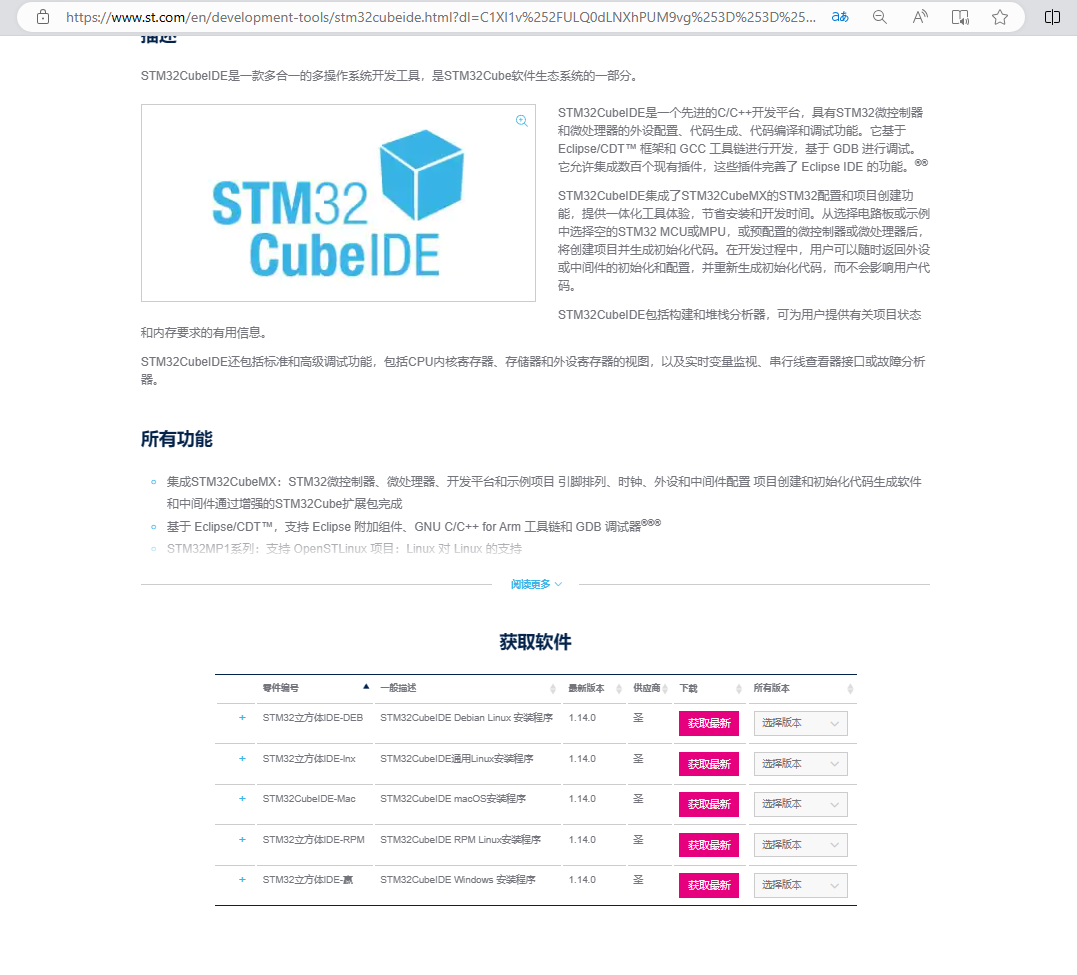 https://www.st.com/en/development-tools/stm32cubeide.html?dl=C1XI1v%252FULQ0dLNXhPUM9vg%253D%253D%25...
描述
STM32CubeIDE是一款多合一的多操作系统开发工具，是STM32Cube软件生态系统的一部分。
STM32
CubeIDE
STM32CubeIDE是一个先进的C/C++开发平台，具有STM32微控制器
和微处理器的外设配置、代码生成、代码编译和调试功能。它基于
Eclipse/CDT™ 框架和 GCC 工具链进行开发，基于 GDB 进行调试。
它允许集成数百个现有插件，这些插件完善了 Eclipse IDE 的功能。®®
STM32CubeIDE集成了STM32CubeMX的STM32配置和项目创建功
能，提供一体化工具体验，节省安装和开发时间。从选择电路板或示例
中选择空的STM32 MCU或MPU，或预配置的微控制器或微处理器后，
将创建项目并生成初始化代码。在开发过程中，用户可以随时返回外设
或中间件的初始化和配置，并重新生成初始化代码，而不会影响用户代
码。
STM32CubeIDE包括构建和堆栈分析器，可为用户提供有关项目状态
和内存要求的有用信息。
STM32CubeIDE还包括标准和高级调试功能，包括CPU内核寄存器、存储器和外设寄存器的视图，以及实时变量监视、串行线查看器接口或故障分析
器。
所有功能
集成STM32CubeMX：STM32微控制器、微处理器、开发平台和示例项目 引脚排列、时钟、外设和中间件配置 项目创建和初始化代码生成软件
和中间件通过增强的STM32Cube扩展包完成
基于 Eclipse/CDT™，支持 Eclipse 附加组件、GNU C/C++ for Arm 工具链和 GDB 调试器®®®
STM32MP1系列：支持 OpenSTLinux 项目：Linux 对 Linux 的支持
阅读更多
获取软件
零件编号 一般描述 最新版本 供应商 下载 所有版本
+ STM32立方体IDE-DEB STM32CubeIDE Debian Linux 安装程序 1.14.0 圣 获取最新 选择版本
+ STM32立方体IDE-lnx STM32CubeIDE通用Linux安装程序 1.14.0 圣 获取最新 选择版本
+ STM32CubeIDE-Mac STM32CubeIDE macOS安装程序 1.14.0 圣 获取最新 选择版本
+ STM32立方体IDE-RPM STM32CubeIDE RPM Linux安装程序 1.14.0 圣 获取最新 选择版本
+ STM32立方体IDE-赢 STM32CubeIDE Windows 安装程序 1.14.0 圣 获取最新 选择版本